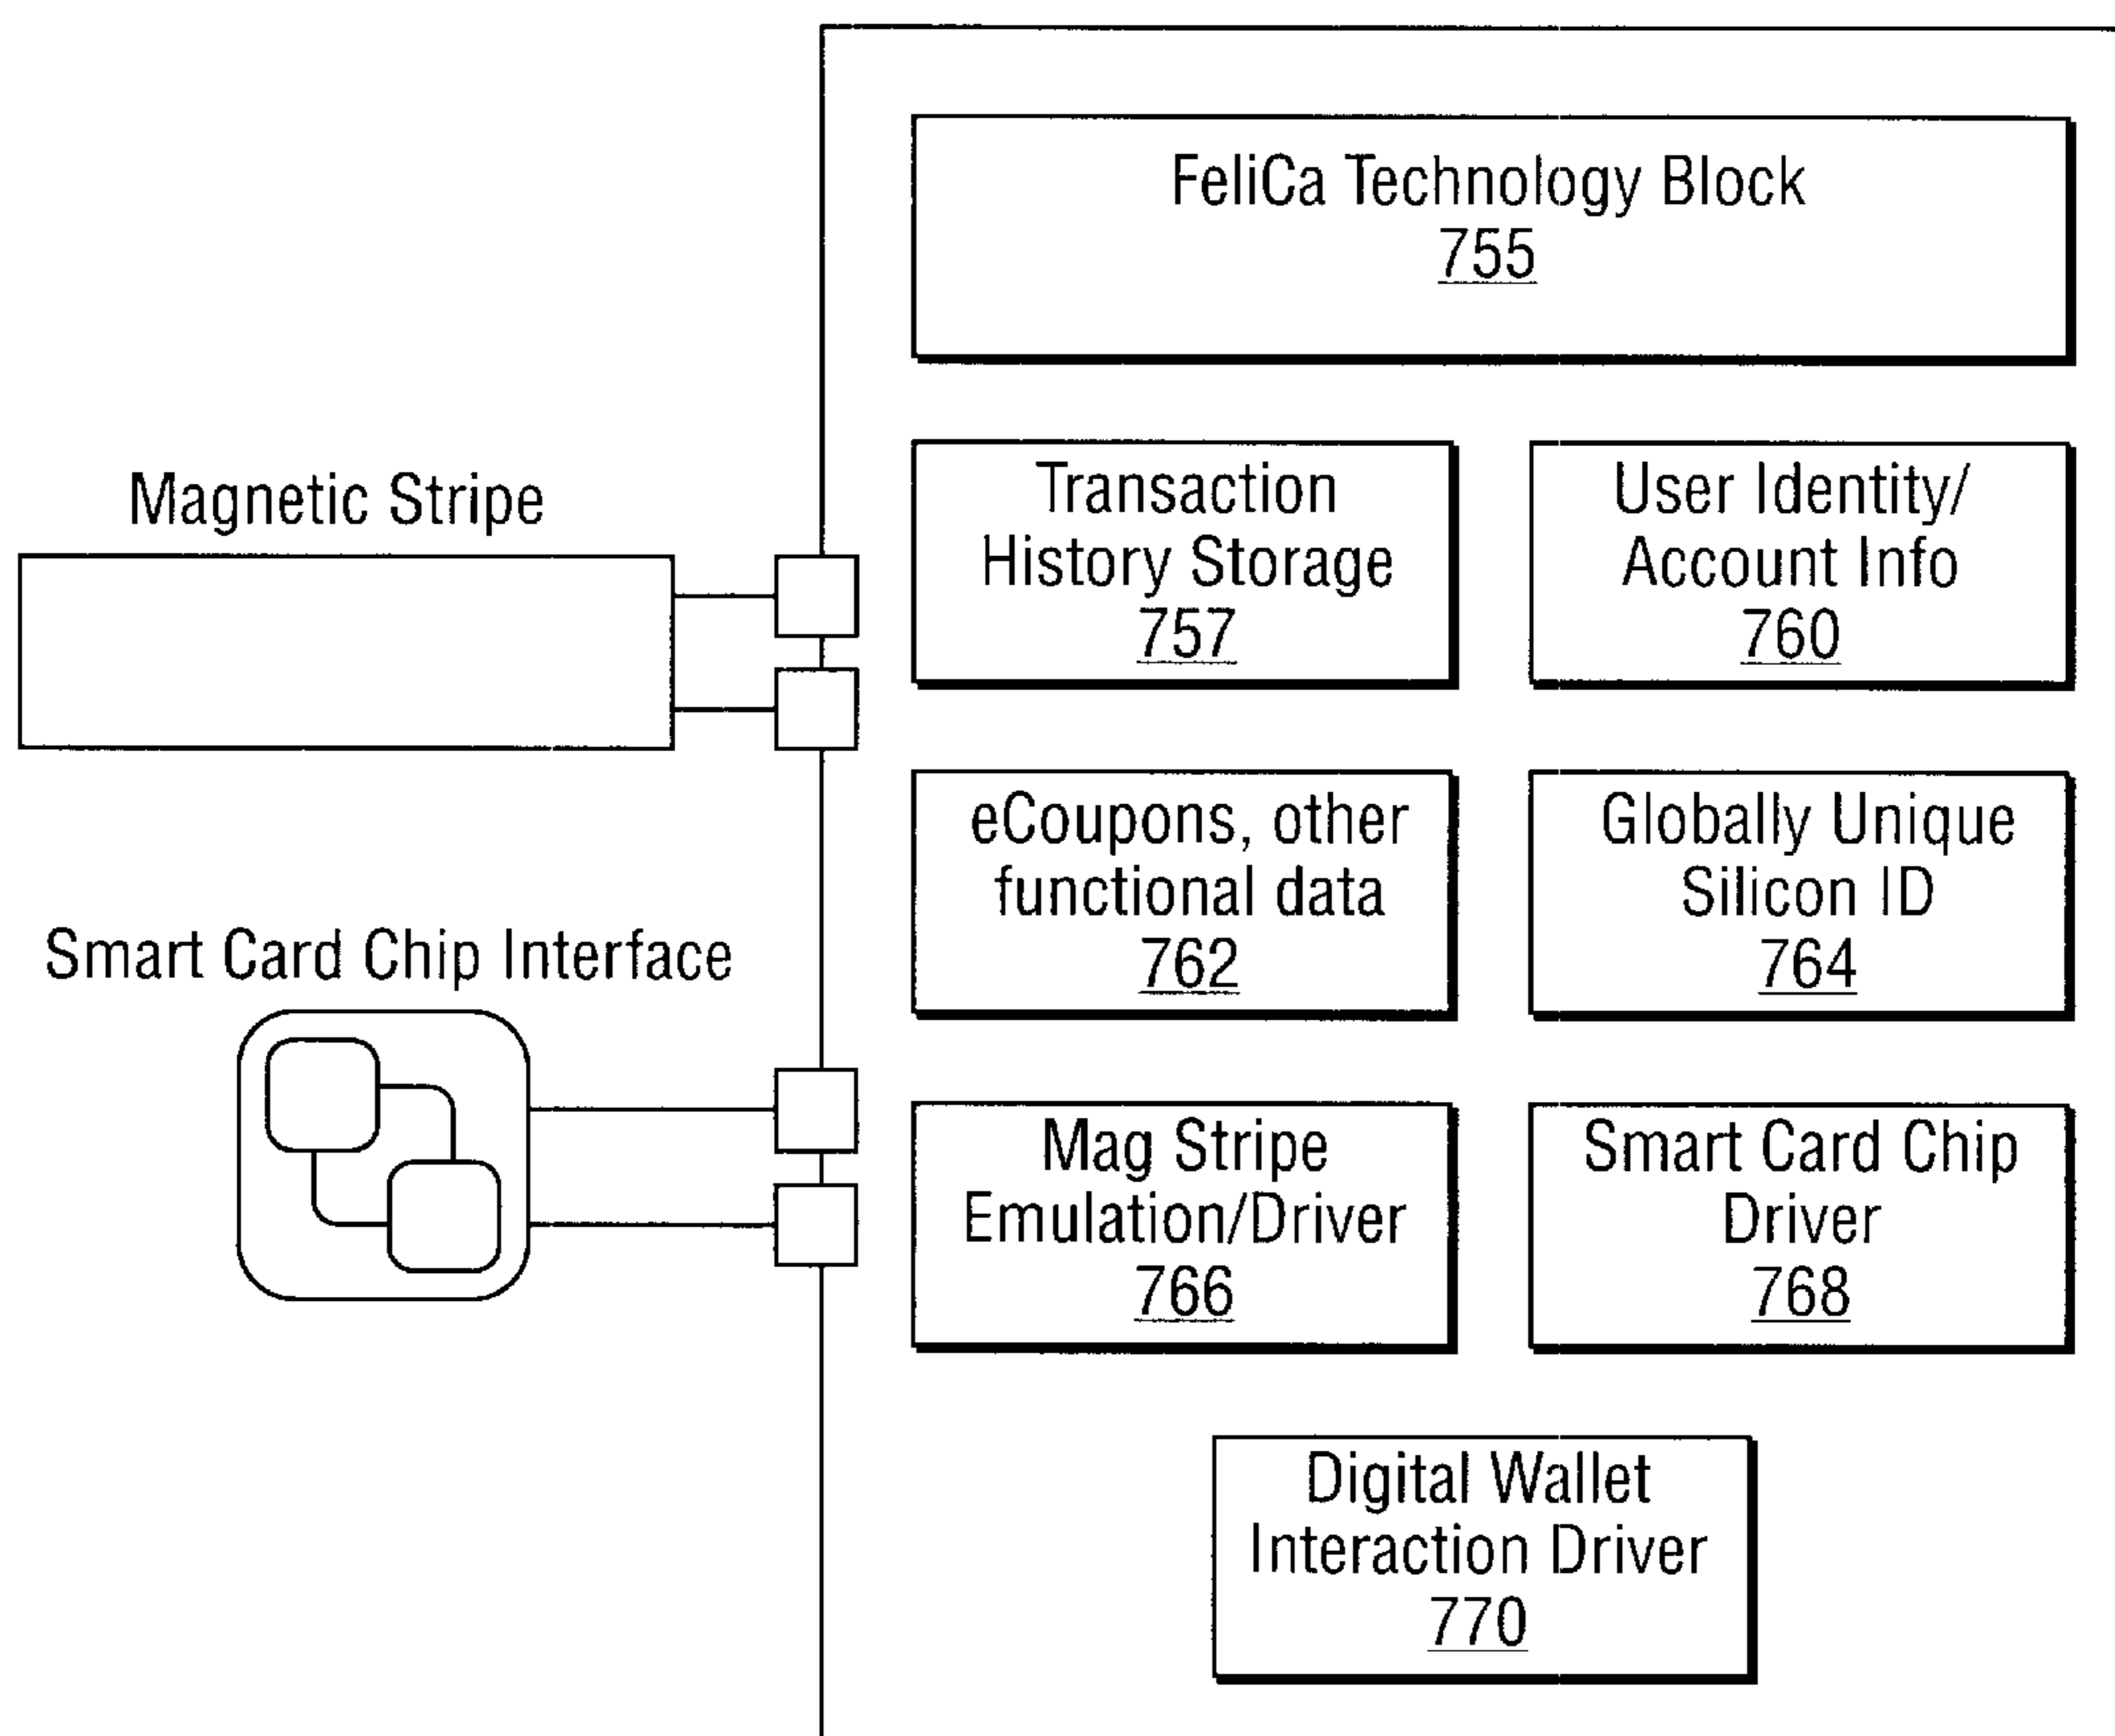 FeliCa Technology Block
755
Magnetic Stripe
Transaction
History Storage
757
User Identity/
Account Info
760
eCoupons, other
functional data
762
Globally Unique
Silicon ID
764
Smart Card Chip Interface
Mag Stripe
Emulation/Driver
766
Smart Card Chip
Driver
768
Digital Wallet
Interaction Driver
770